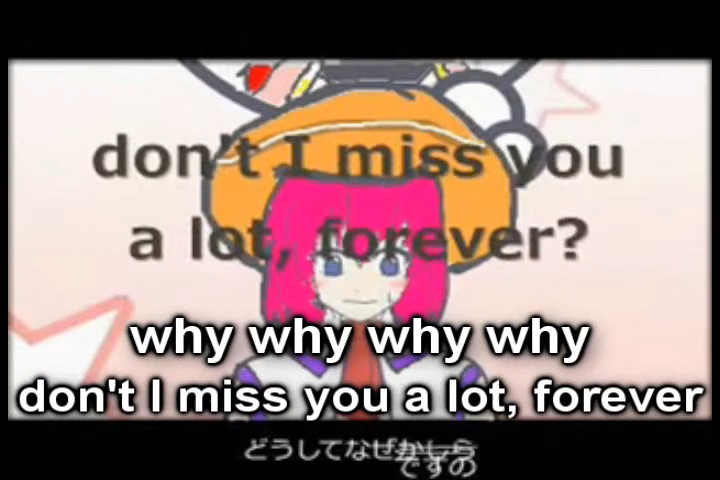 don't I miss you
a lot, forever?
why why why why
don't I miss you a lot, forever
どうしてなぜかしら
ですの